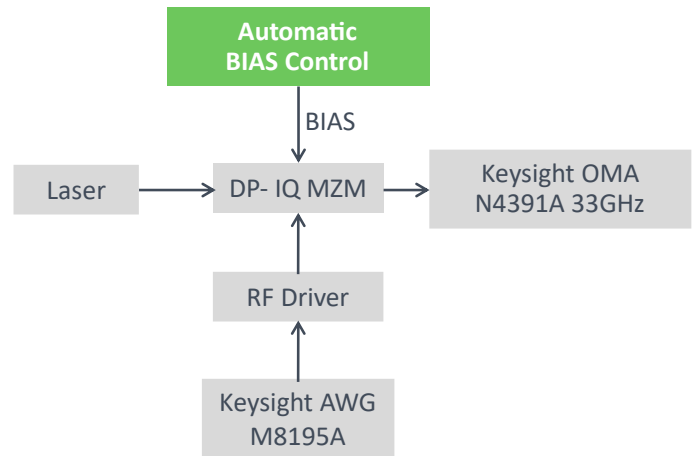 Automatic
BIAS Control
BIAS
Laser
DP- IQ MZM
Keysight OMA
N4391A 33GHz
RF Driver
Keysight AWG
M8195A